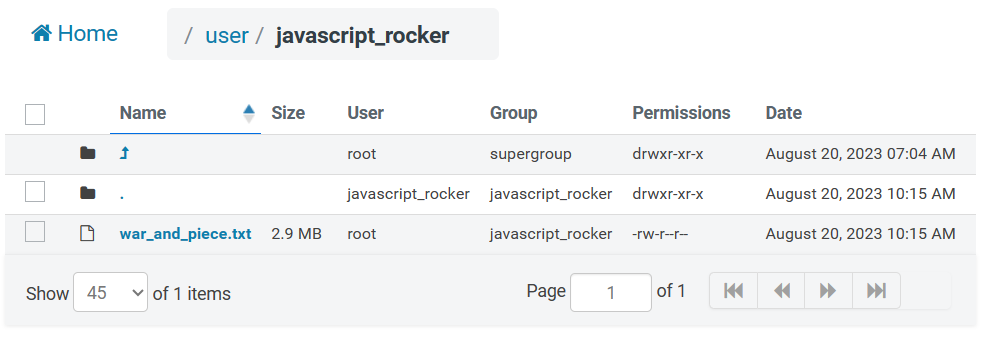 Home / user / javascript_rocker
Name Size User Group Permissions Date
root supergroup drwxr-xr-x August 20, 2023 07:04 AM
. javascript_rocker javascript_rocker drwxr-xr-x August 20, 2023 10:15 AM
war_and_piece.txt 2.9 MB root javascript_rocker -rw-r--r-- August 20, 2023 10:15 AM
Show 45 of 1 items Page 1 of 1